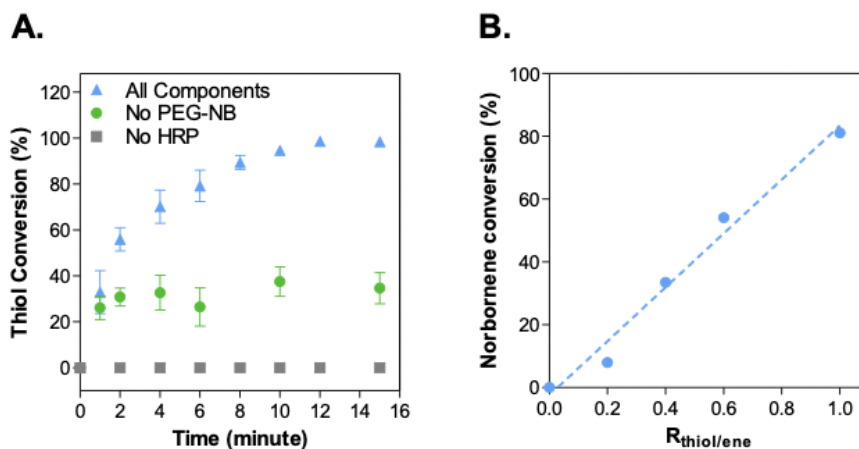 A.
Thiol Conversion (%)
120
100
80
60
40
20
0
All Components
No PEG-NB
No HRP
0 2 4 6 8 10 12 14 16
Time (minute)
B.
Norbornene conversion (%)
100
80
60
40
20
0
0.0 0.2 0.4 0.6 0.8 1.0
Rthiol/ene